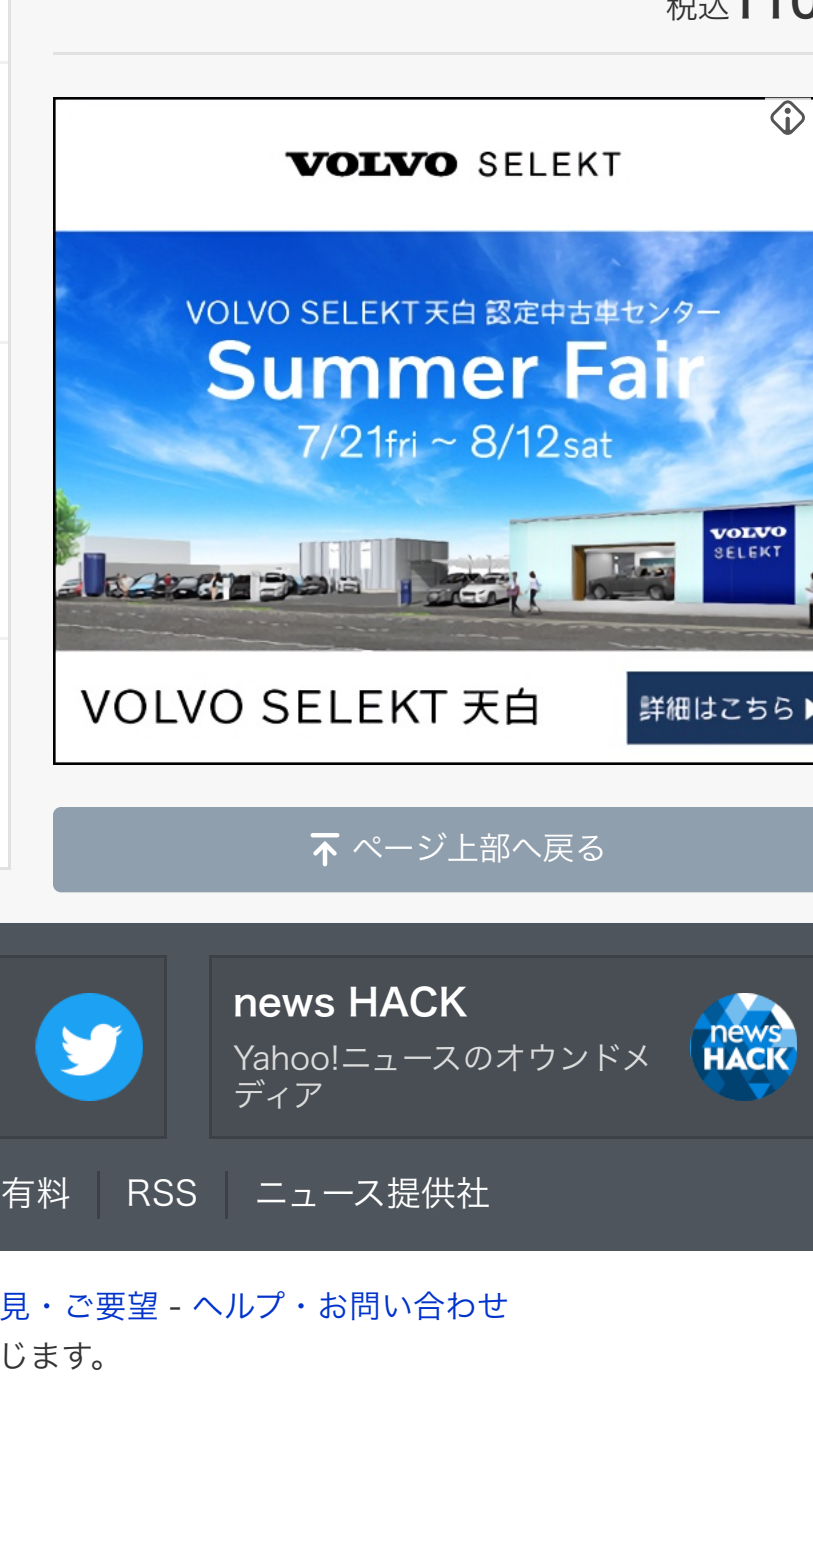 税込110
VOLVO SELEKT
VOLVO SELEKT天白 認定中古車センター
Summer Fair
7/21fri ~ 8/12sat
VOLVO
SELEKT
VOLVO SELEKT 天白
詳細はこちら ▶
ページ上部へ戻る
news HACK
Yahoo!ニュースのオウンドメ
ディア
news
HACK
有料
RSS
ニュース提供社
見・ご要望 - ヘルプ・お問い合わせ
じます。